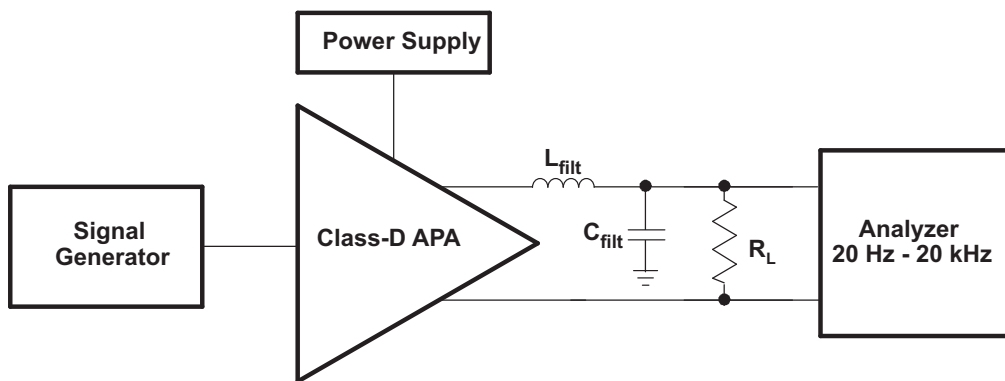 Power Supply
Signal
Generator
Class-D APA
Lfilt
Cfilt
RL
Analyzer
20 Hz - 20 kHz